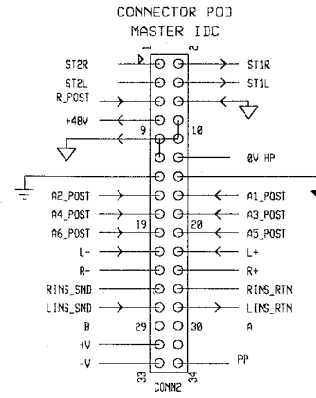 CONNECTOR PO3
MASTER IDC
1 2
ST2R ST1R
ST2L ST1L
R_POST
+48V
9 10
0V HP
A2_POST A1_POST
A4_POST A3_POST
19 20
A6_POST A5_POST
L- L+
R- R+
RINS_SND RINS_RTN
LINS_SND LINS_RTN
B 29 30 A
+V
-V PP
33 34
CONN2